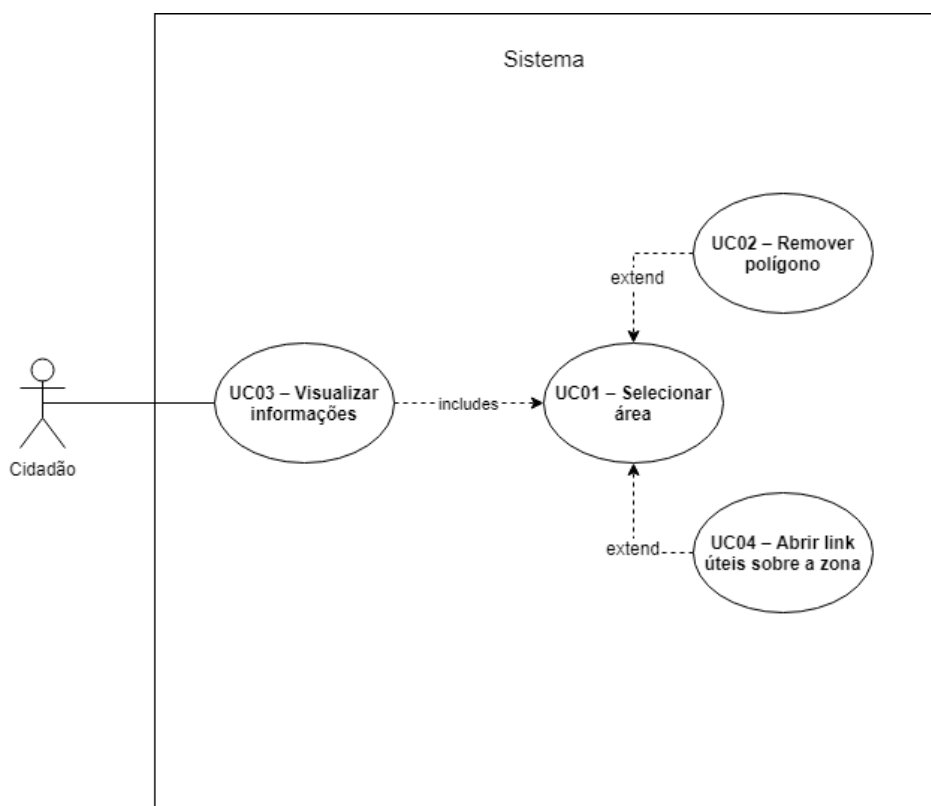 Sistema
UC02 – Remover
polígono
extend
UC03 – Visualizar
informações
includes
UC01 – Selecionar
área
Cidadão
extend
UC04 – Abrir link
úteis sobre a zona